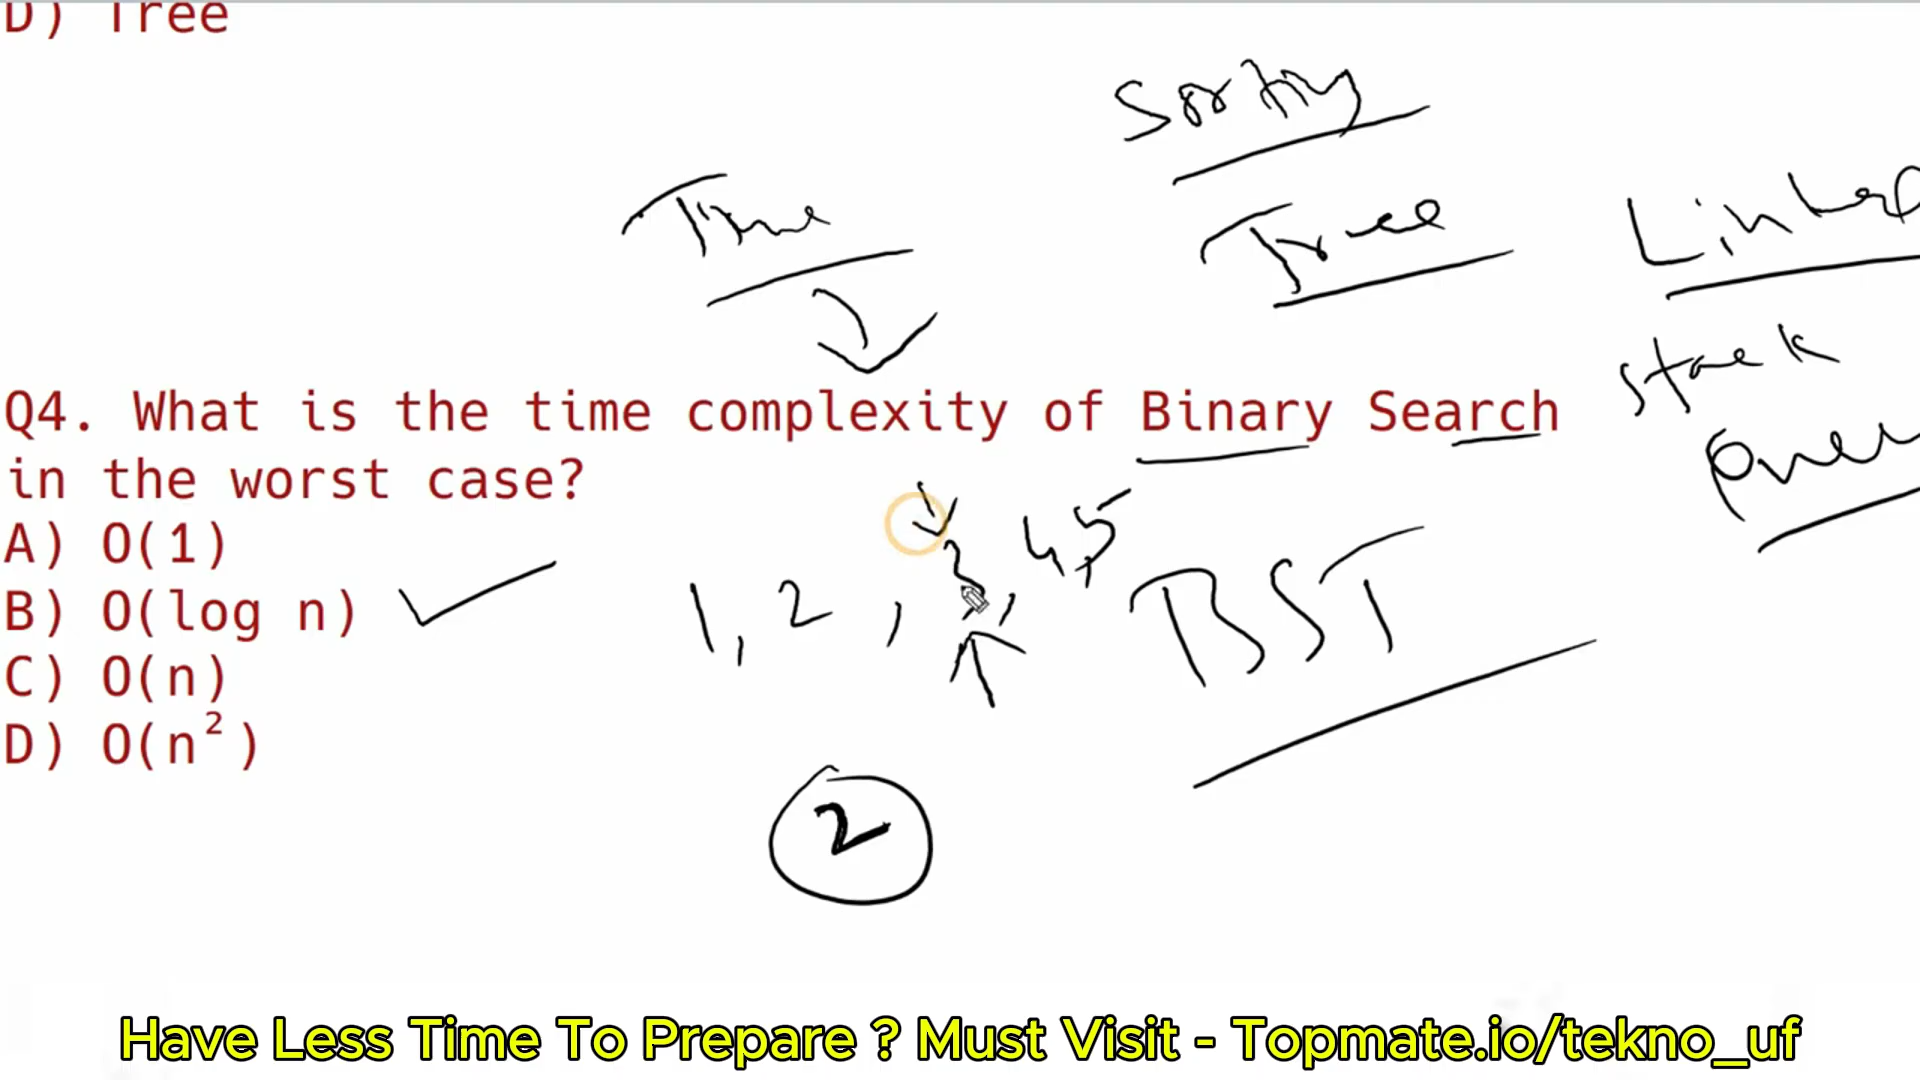 D) Tree
Sorting
Time
Tree
Linked
Stack
Q4. What is the time complexity of Binary Search
in the worst case?
A) O(1)
1, 2, 3, 4, 5
BST
B) O(log n)
C) O(n)
D) O(n²)
2
Have Less Time To Prepare ? Must Visit - Topmate.io/tekno_uf